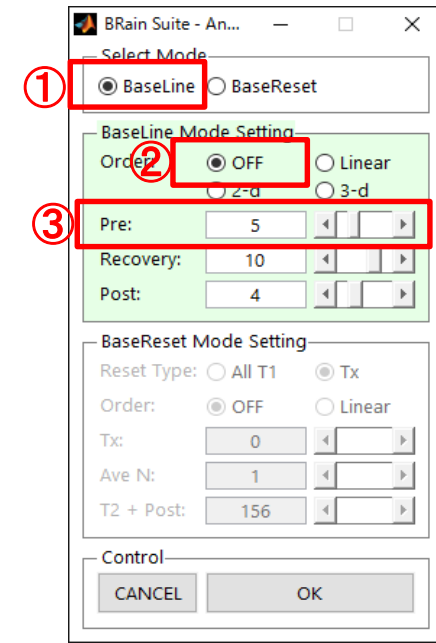 BRain Suite - An...
Select Mode
① BaseLine BaseReset
BaseLine Mode Setting
Order: ② OFF Linear
2-d 3-d
③ Pre: 5
Recovery: 10
Post: 4
BaseReset Mode Setting
Reset Type: All T1 Tx
Order: OFF Linear
Tx: 0
Ave N: 1
T2 + Post: 156
Control
CANCEL OK